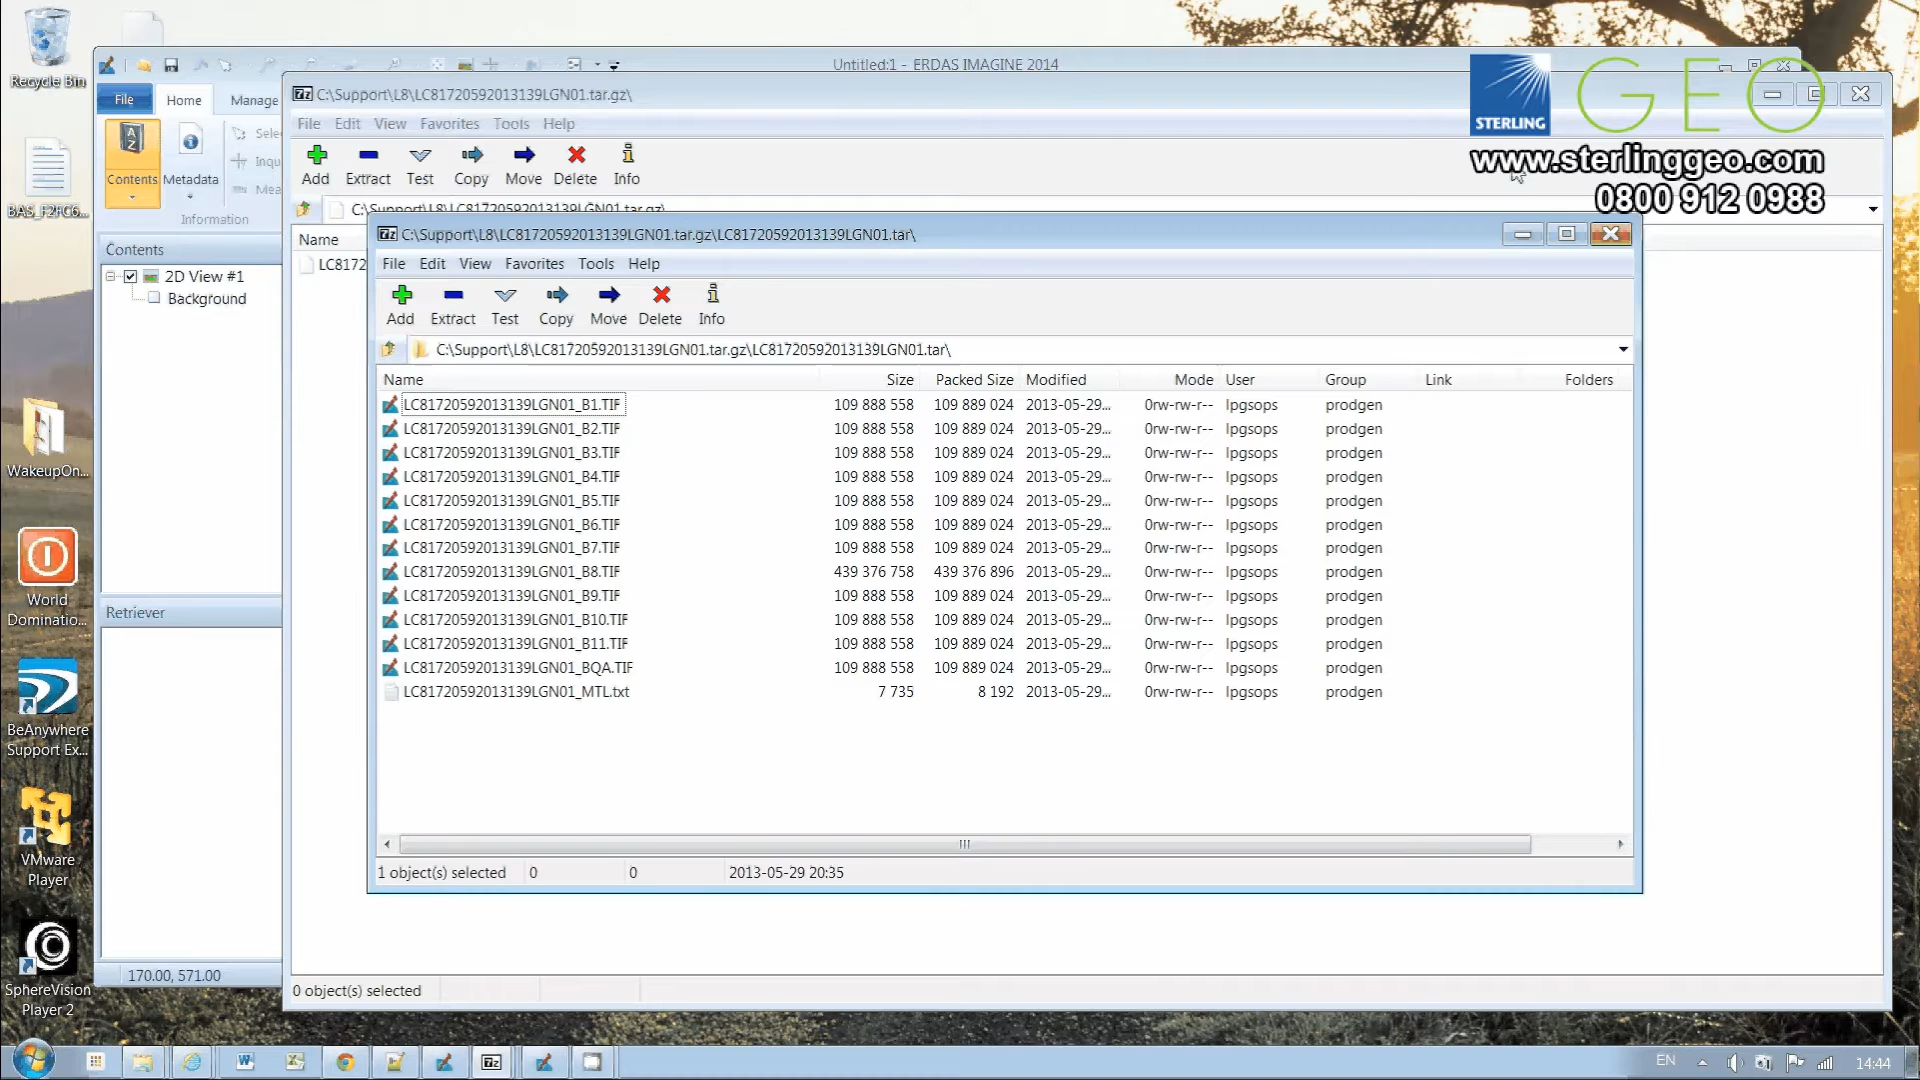 Recycle Bin
BAS_F2FC6...
WakeupOn...
World
Dominatio...
BeAnywhere
Support Ex...
VMware
Player
SphereVision
Player 2
Untitled:1 - ERDAS IMAGINE 2014
File Home Manage
Contents Metadata
Information
Contents
2D View #1
Background
Retriever
170.00, 571.00
C:\Support\L8\LC81720592013139LGN01.tar.gz\
File Edit View Favorites Tools Help
Add Extract Test Copy Move Delete Info
C:\Support\L8\LC81720592013139LGN01.tar.gz\
Name
LC8172
STERLING GEO
www.sterlinggeo.com
0800 912 0988
C:\Support\L8\LC81720592013139LGN01.tar.gz\LC81720592013139LGN01.tar\
File Edit View Favorites Tools Help
Add Extract Test Copy Move Delete Info
C:\Support\L8\LC81720592013139LGN01.tar.gz\LC81720592013139LGN01.tar\
Name Size Packed Size Modified Mode User Group Link Folders
LC81720592013139LGN01_B1.TIF 109 888 558 109 889 024 2013-05-29... 0rw-rw-r-- lpgsops prodgen
LC81720592013139LGN01_B2.TIF 109 888 558 109 889 024 2013-05-29... 0rw-rw-r-- lpgsops prodgen
LC81720592013139LGN01_B3.TIF 109 888 558 109 889 024 2013-05-29... 0rw-rw-r-- lpgsops prodgen
LC81720592013139LGN01_B4.TIF 109 888 558 109 889 024 2013-05-29... 0rw-rw-r-- lpgsops prodgen
LC81720592013139LGN01_B5.TIF 109 888 558 109 889 024 2013-05-29... 0rw-rw-r-- lpgsops prodgen
LC81720592013139LGN01_B6.TIF 109 888 558 109 889 024 2013-05-29... 0rw-rw-r-- lpgsops prodgen
LC81720592013139LGN01_B7.TIF 109 888 558 109 889 024 2013-05-29... 0rw-rw-r-- lpgsops prodgen
LC81720592013139LGN01_B8.TIF 439 376 758 439 376 896 2013-05-29... 0rw-rw-r-- lpgsops prodgen
LC81720592013139LGN01_B9.TIF 109 888 558 109 889 024 2013-05-29... 0rw-rw-r-- lpgsops prodgen
LC81720592013139LGN01_B10.TIF 109 888 558 109 889 024 2013-05-29... 0rw-rw-r-- lpgsops prodgen
LC81720592013139LGN01_B11.TIF 109 888 558 109 889 024 2013-05-29... 0rw-rw-r-- lpgsops prodgen
LC81720592013139LGN01_BQA.TIF 109 888 558 109 889 024 2013-05-29... 0rw-rw-r-- lpgsops prodgen
LC81720592013139LGN01_MTL.txt 7 735 8 192 2013-05-29... 0rw-rw-r-- lpgsops prodgen
1 object(s) selected 0 0 2013-05-29 20:35
0 object(s) selected
EN 14:44